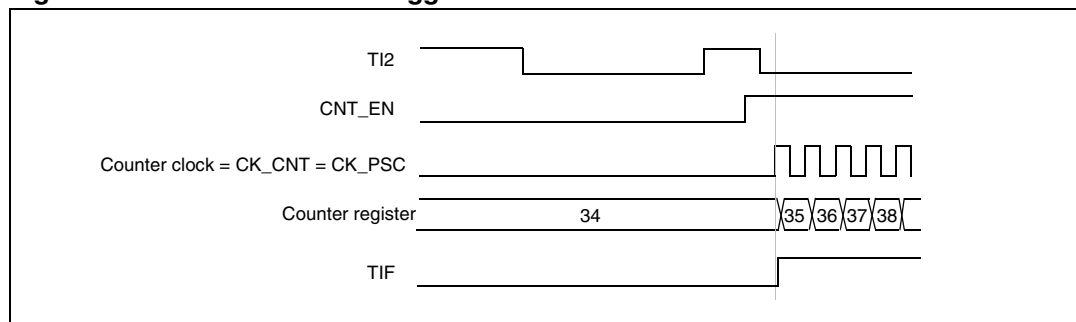 TI2
CNT_EN
Counter clock = CK_CNT = CK_PSC
Counter register 34 35 36 37 38
TIF